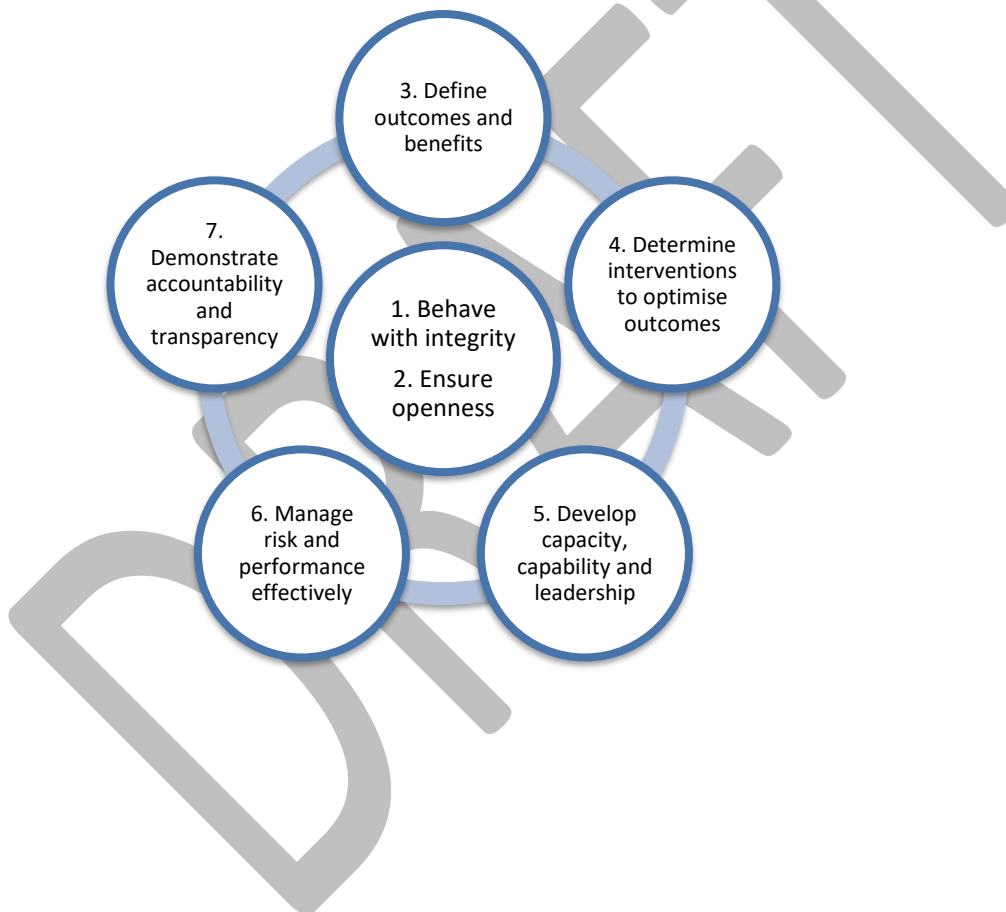 3. Define
outcomes and
benefits
7.
Demonstrate
accountability
and
transparency
4. Determine
interventions
to optimise
outcomes
1. Behave
with integrity
2. Ensure
openness
6. Manage
risk and
performance
effectively
5. Develop
capacity,
capability and
leadership
DRAFT